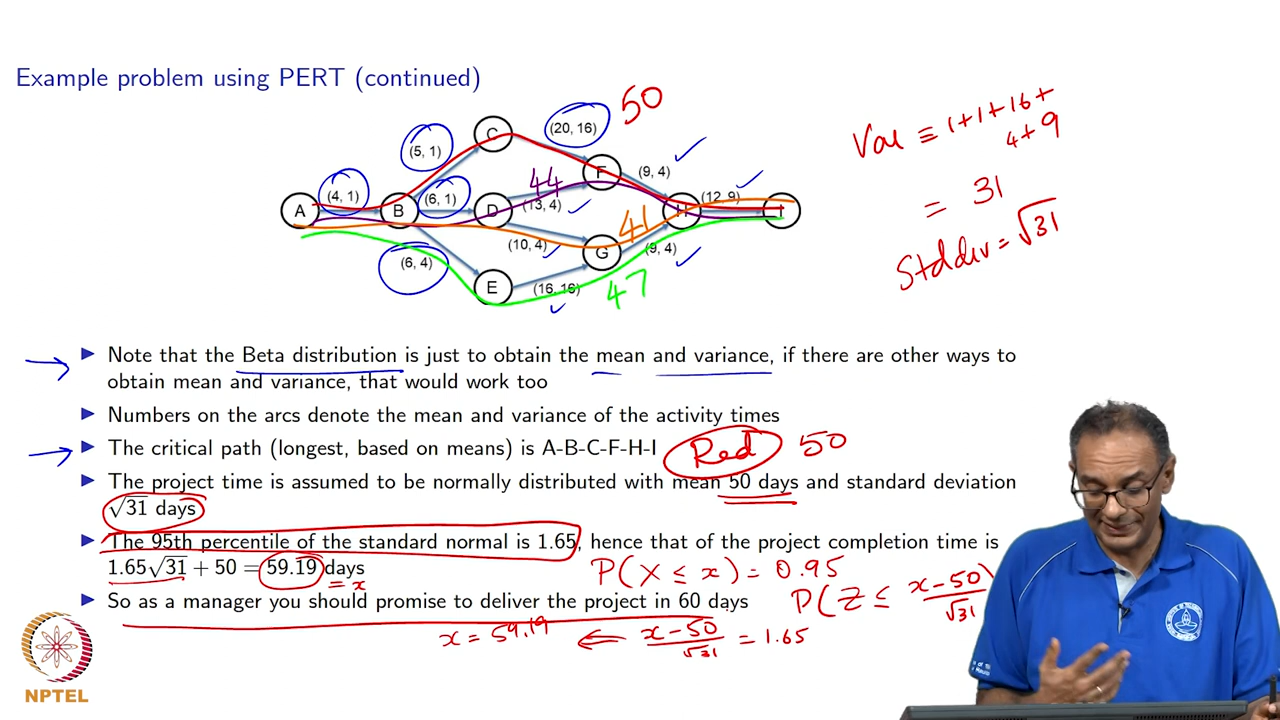 Example problem using PERT (continued)
50
Var ≡ 1+1+16+
4+9
= 31
Std dev = √31
C
(20, 16)
(5, 1)
F
(9, 4)
(4, 1)
(6, 1)
44
(12, 9)
A
B
D
(13, 4)
H
I
41
(10, 4)
G
(9, 4)
(6, 4)
E
(16, 16)
47
Note that the Beta distribution is just to obtain the mean and variance, if there are other ways to
obtain mean and variance, that would work too
Numbers on the arcs denote the mean and variance of the activity times
The critical path (longest, based on means) is A-B-C-F-H-I Red 50
The project time is assumed to be normally distributed with mean 50 days and standard deviation
√31 days
The 95th percentile of the standard normal is 1.65, hence that of the project completion time is
1.65√31 + 50 = 59.19 days
= x
P(X ≤ x) = 0.95
So as a manager you should promise to deliver the project in 60 days
P(Z ≤ x-50/√31)
x = 59.19 ⇐ x-50/√31 = 1.65
NPTEL